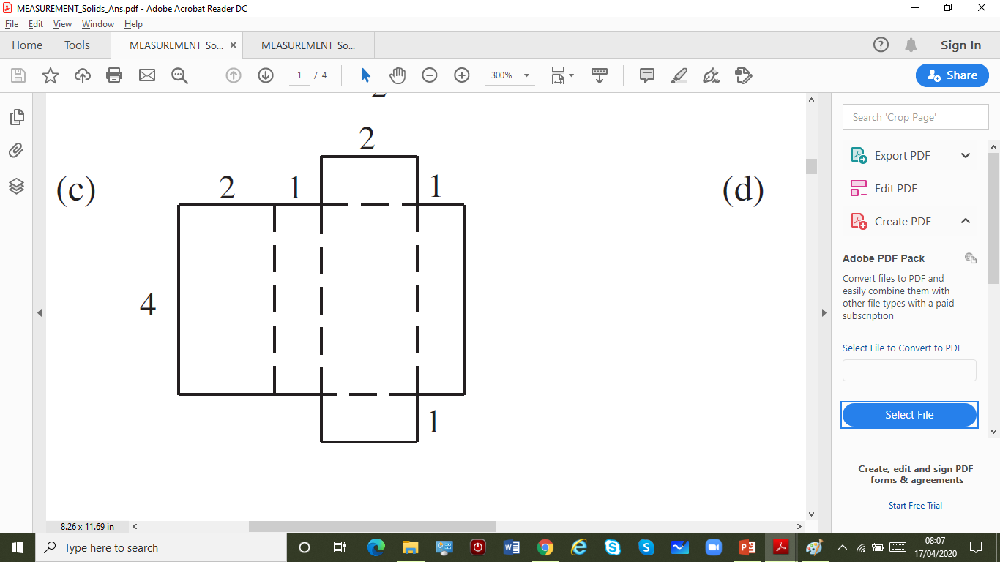 MEASUREMENT_Solids_Ans.pdf - Adobe Acrobat Reader DC
File Edit View Window Help
Home Tools MEASUREMENT_So... × MEASUREMENT_So... ? Sign In
1 / 4 300% Share
2
(c) 2 1 1 (d)
4
1
Search 'Crop Page'
Export PDF
Edit PDF
Create PDF
Adobe PDF Pack
Convert files to PDF and
easily combine them with
other file types with a paid
subscription
Select File to Convert to PDF
Select File
Create, edit and sign PDF
forms & agreements
Start Free Trial
8.26 x 11.69 in
Type here to search
08:07
17/04/2020